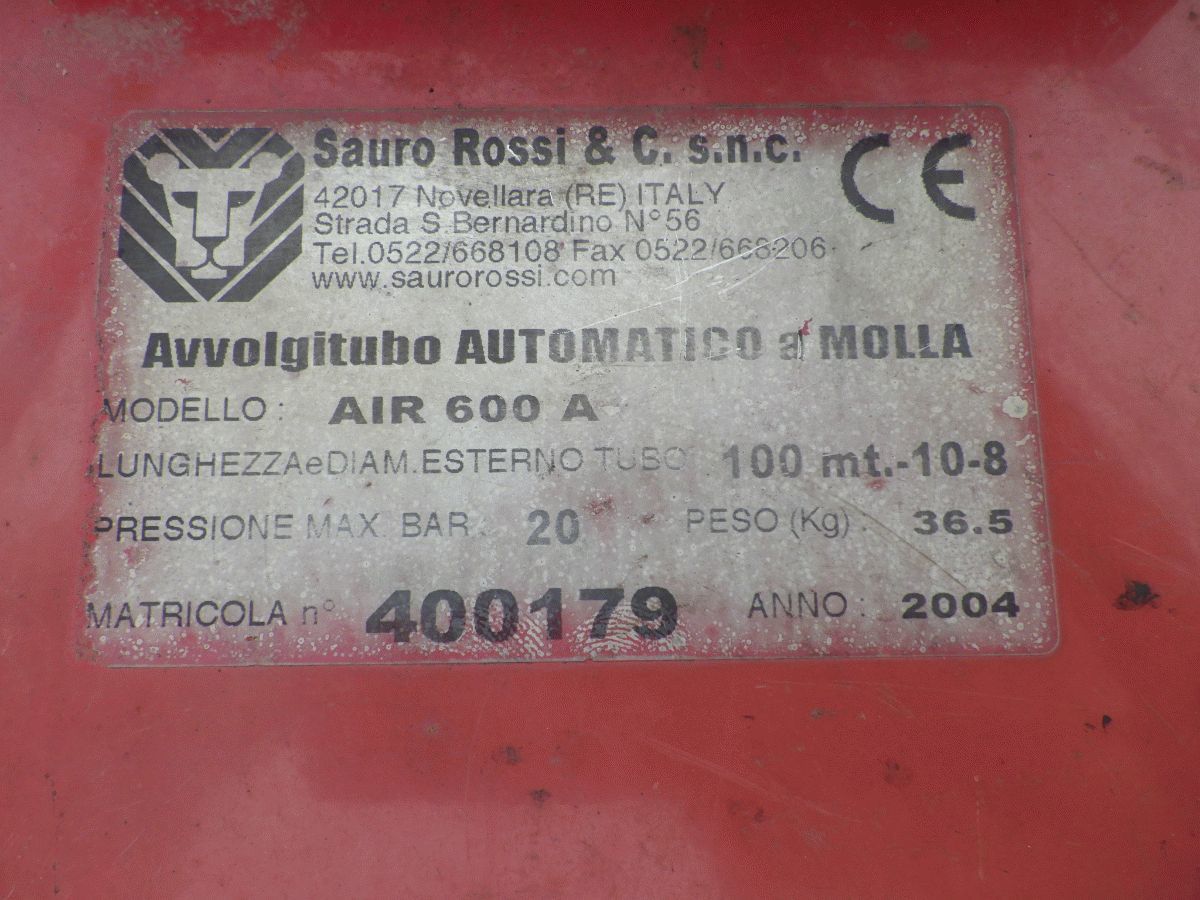 Sauro Rossi & C. s.n.c.
CE
42017 Novellara (RE) ITALY
Strada S.Bernardino N°56
Tel.0522/668108 Fax 0522/668206
www.saurorossi.com
Avvolgitubo AUTOMATICO a MOLLA
MODELLO : AIR 600 A
LUNGHEZZA e DIAM.ESTERNO TUBO : 100 mt.-10-8
PRESSIONE MAX. BAR : 20 PESO (Kg) : 36.5
MATRICOLA n° 400179 ANNO : 2004